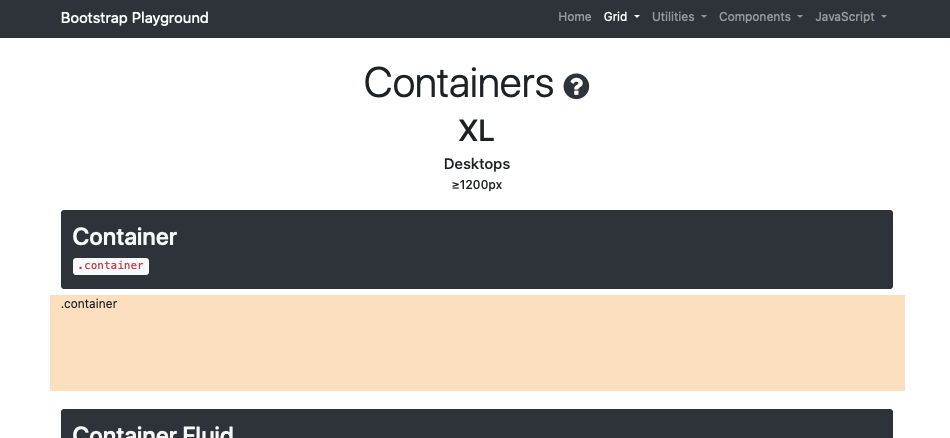 Bootstrap Playground Home Grid Utilities Components JavaScript
Containers ?
XL
Desktops
≥1200px
Container
.container
.container
Container Fluid